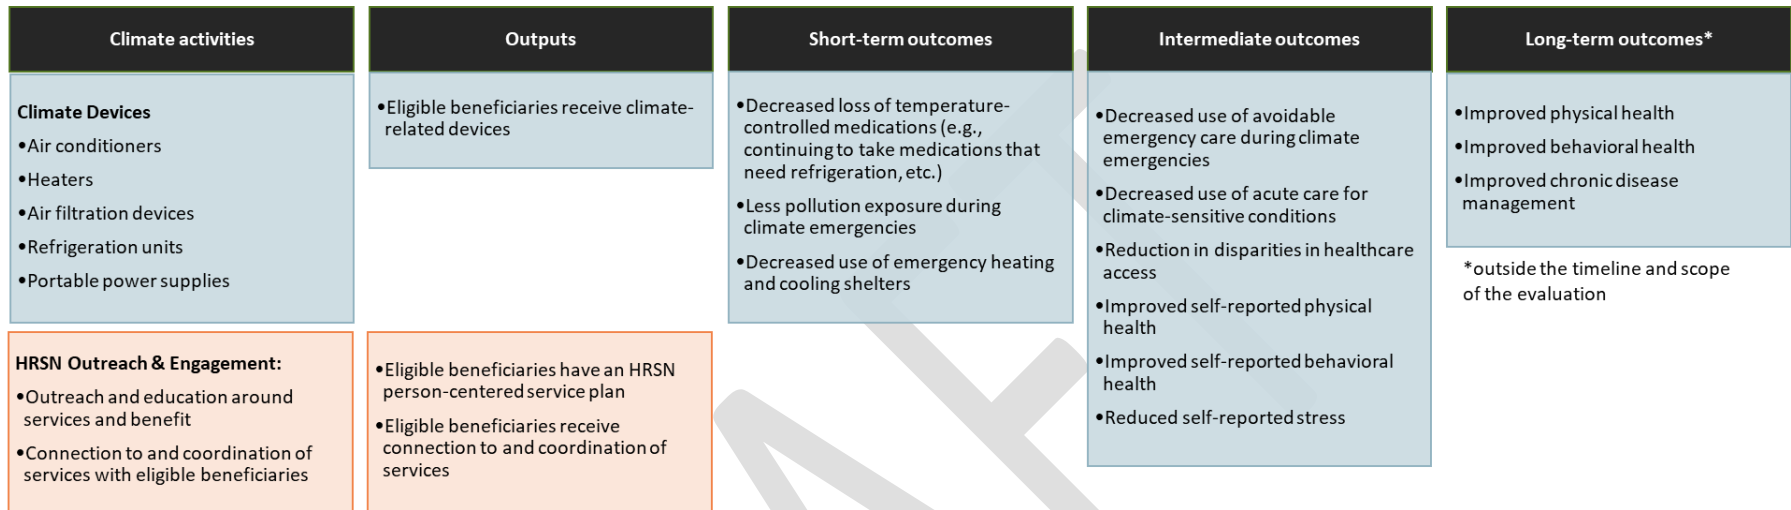 Climate activities
Climate Devices
•Air conditioners
•Heaters
•Air filtration devices
•Refrigeration units
•Portable power supplies
HRSN Outreach & Engagement:
•Outreach and education around
services and benefit
•Connection to and coordination of
services with eligible beneficiaries
Outputs
•Eligible beneficiaries receive climate-
related devices
•Eligible beneficiaries have an HRSN
person-centered service plan
•Eligible beneficiaries receive
connection to and coordination of
services
Short-term outcomes
•Decreased loss of temperature-
controlled medications (e.g.,
continuing to take medications that
need refrigeration, etc.)
•Less pollution exposure during
climate emergencies
•Decreased use of emergency heating
and cooling shelters
Intermediate outcomes
•Decreased use of avoidable
emergency care during climate
emergencies
•Decreased use of acute care for
climate-sensitive conditions
•Reduction in disparities in healthcare
access
•Improved self-reported physical
health
•Improved self-reported behavioral
health
•Reduced self-reported stress
Long-term outcomes*
•Improved physical health
•Improved behavioral health
•Improved chronic disease
management
*outside the timeline and scope
of the evaluation